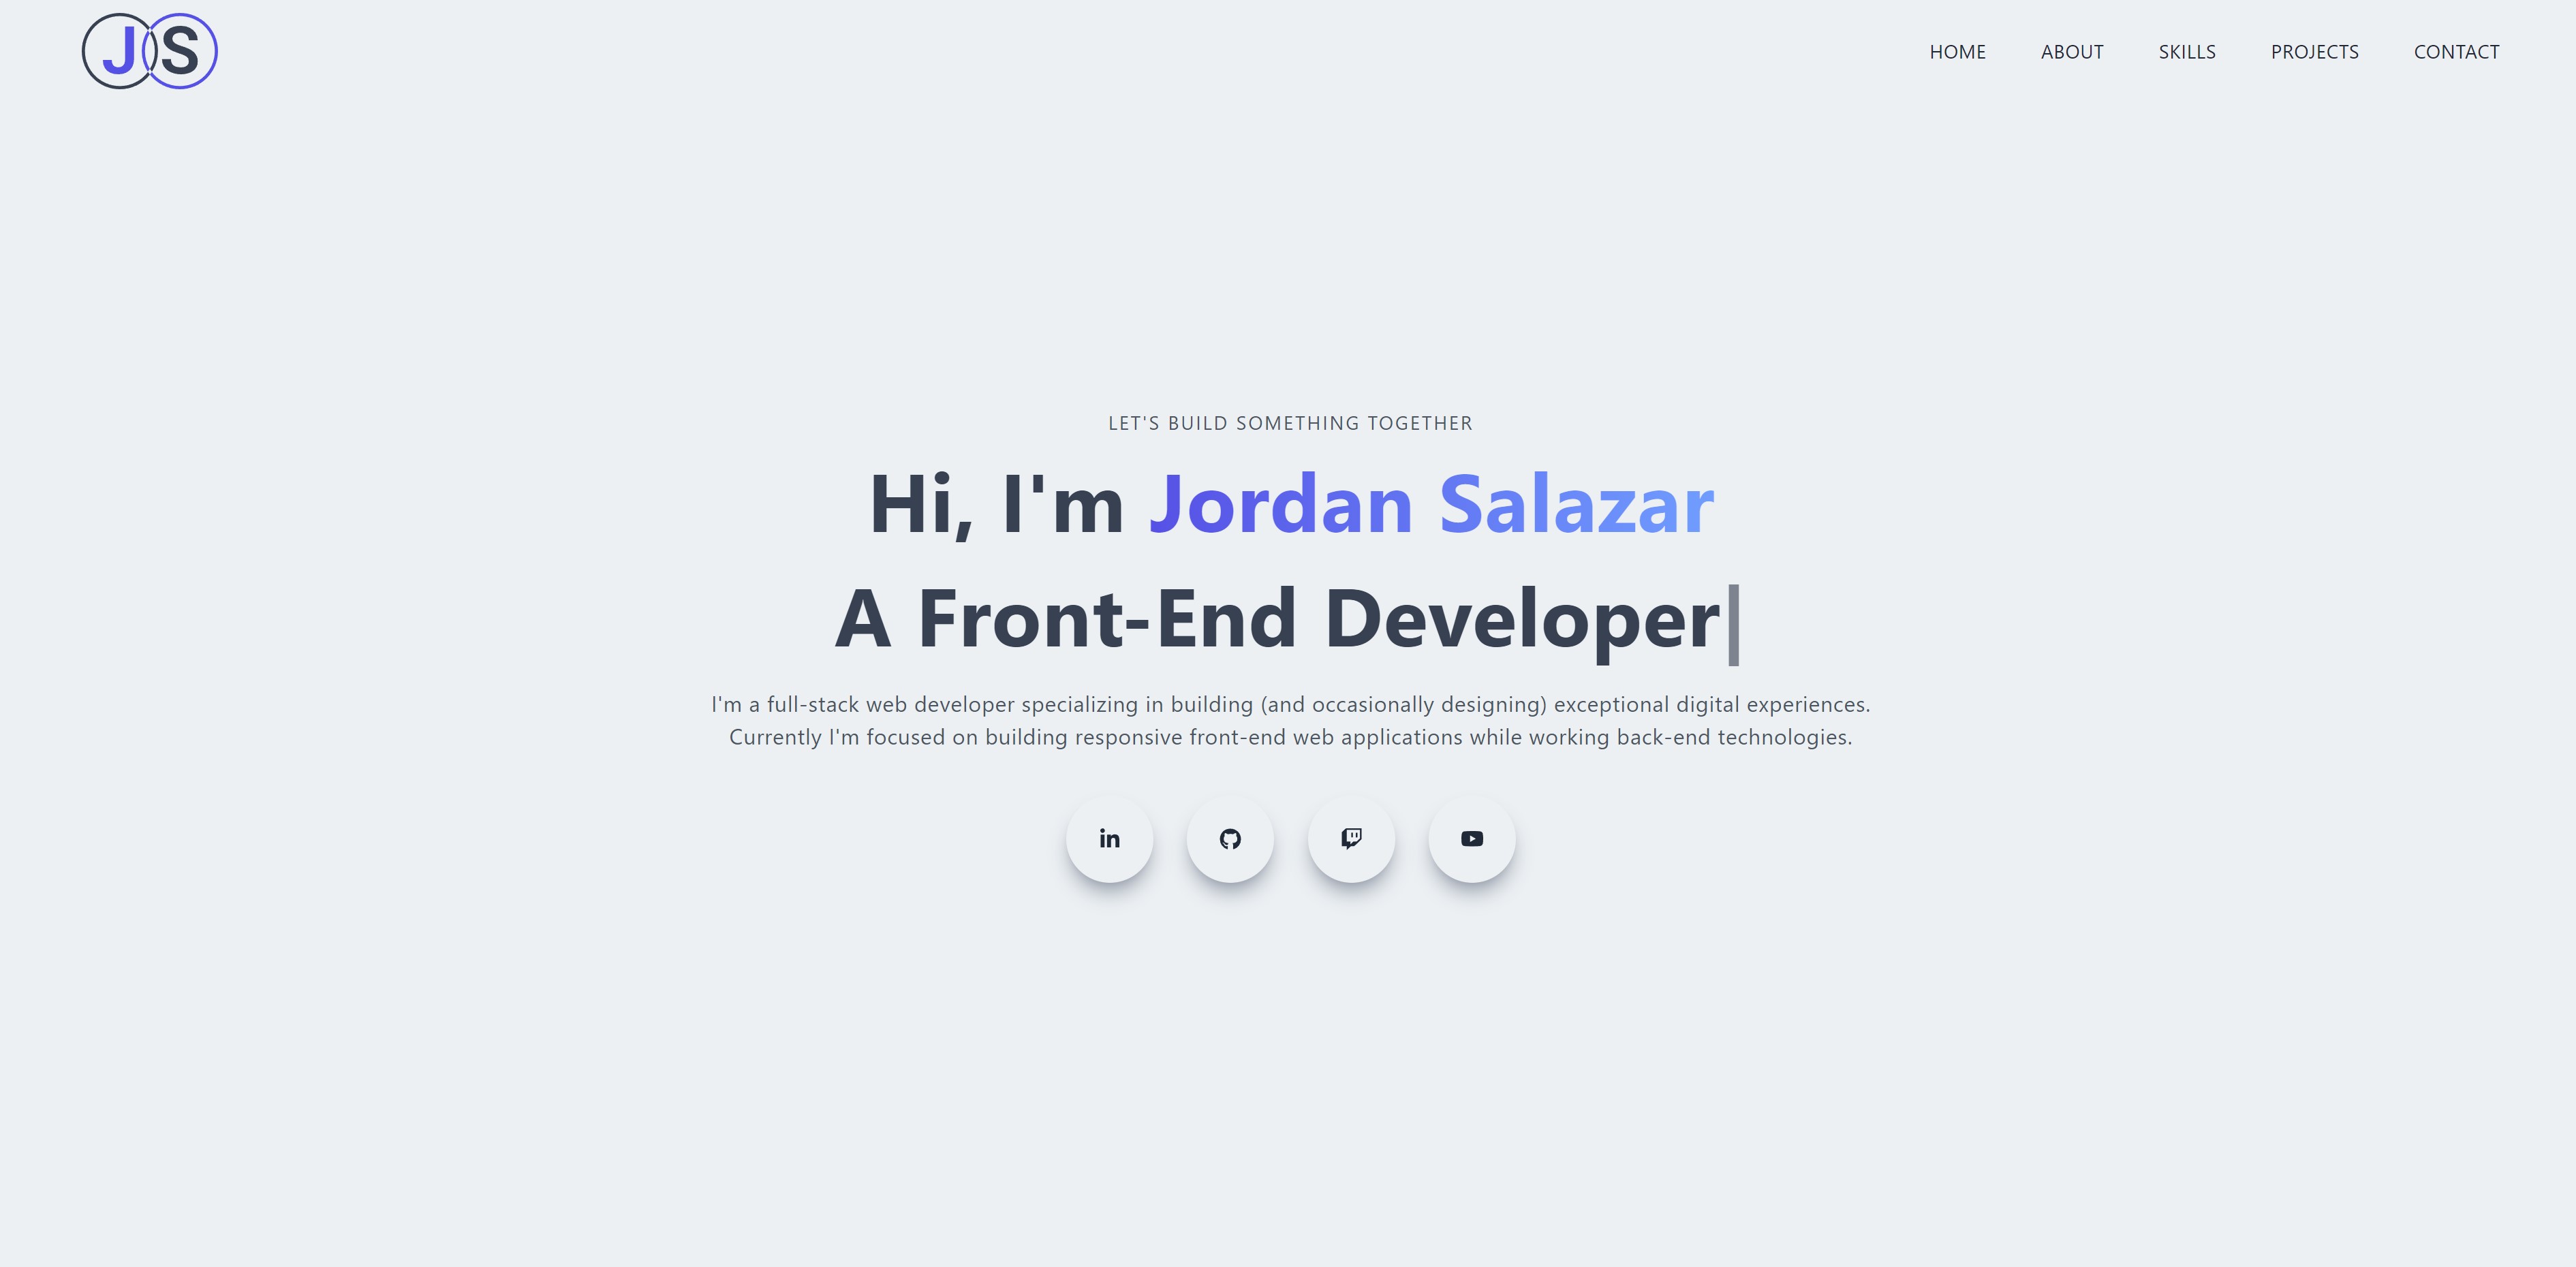 JS
HOME ABOUT SKILLS PROJECTS CONTACT
LET'S BUILD SOMETHING TOGETHER
Hi, I'm Jordan Salazar
A Front-End Developer|
I'm a full-stack web developer specializing in building (and occasionally designing) exceptional digital experiences.
Currently I'm focused on building responsive front-end web applications while working back-end technologies.
in